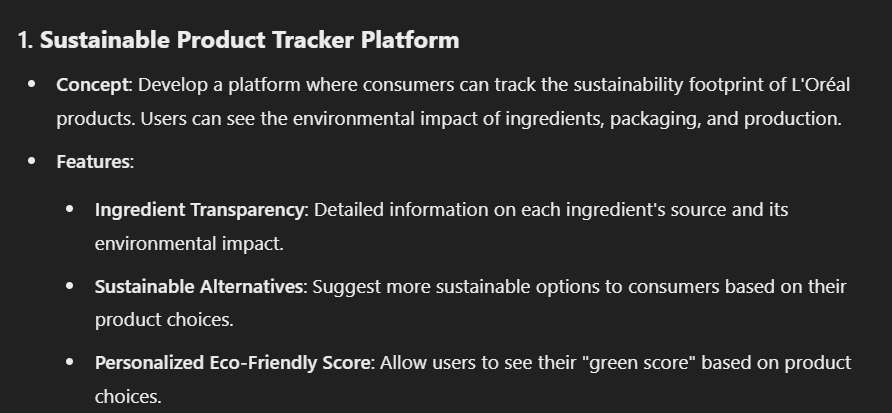 1. Sustainable Product Tracker Platform
• Concept: Develop a platform where consumers can track the sustainability footprint of L'Oréal
products. Users can see the environmental impact of ingredients, packaging, and production.
• Features:
• Ingredient Transparency: Detailed information on each ingredient's source and its
environmental impact.
• Sustainable Alternatives: Suggest more sustainable options to consumers based on their
product choices.
• Personalized Eco-Friendly Score: Allow users to see their "green score" based on product
choices.